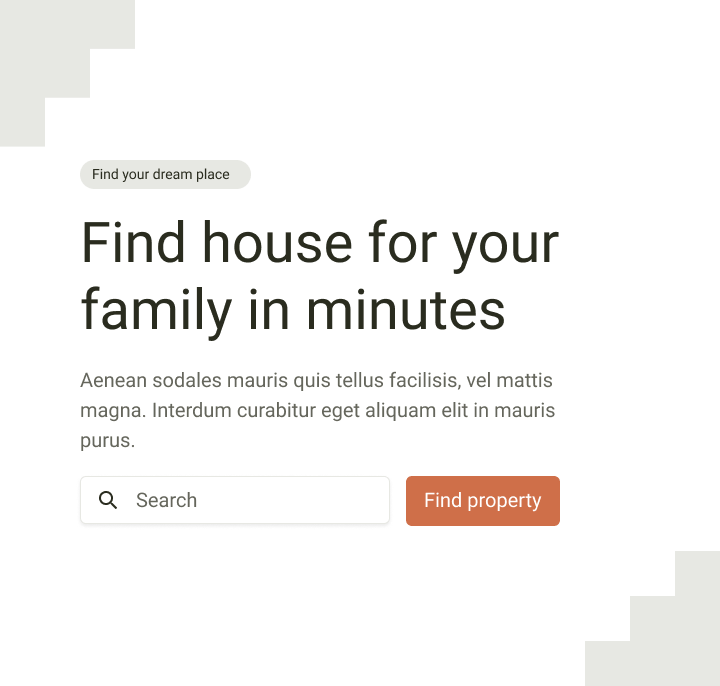 Find your dream place
Find house for your
family in minutes
Aenean sodales mauris quis tellus facilisis, vel mattis
magna. Interdum curabitur eget aliquam elit in mauris
purus.
Search
Find property